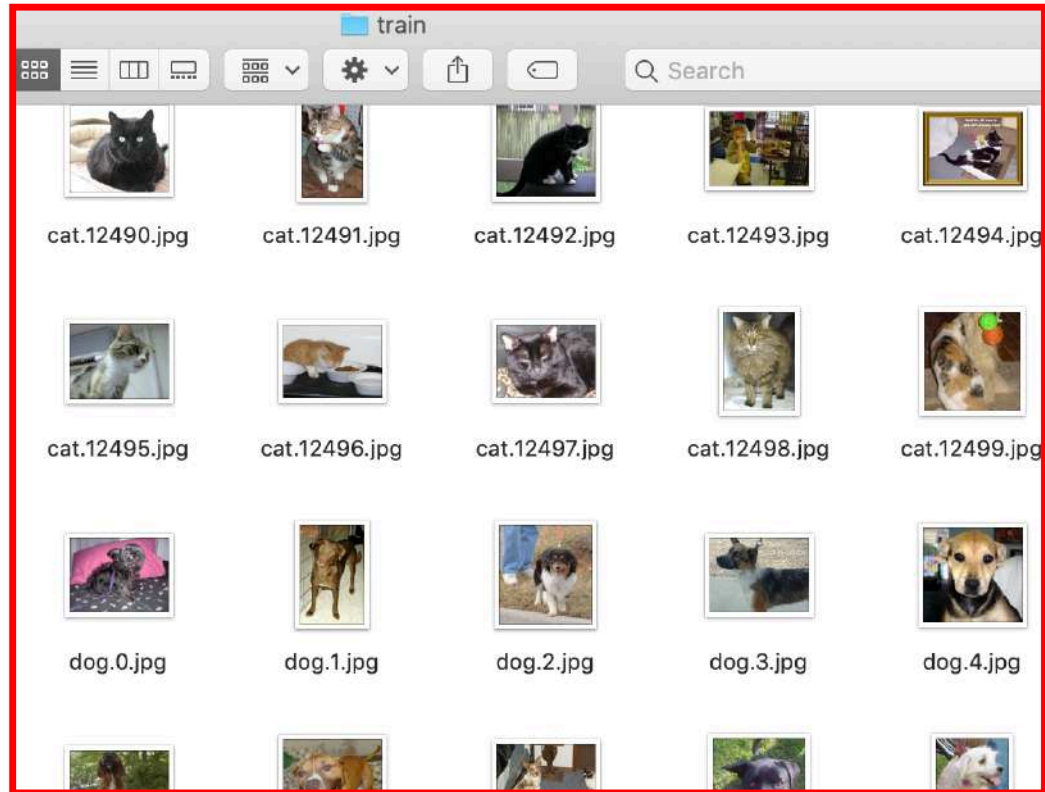 train
Search
cat.12490.jpg cat.12491.jpg cat.12492.jpg cat.12493.jpg cat.12494.jpg
cat.12495.jpg cat.12496.jpg cat.12497.jpg cat.12498.jpg cat.12499.jpg
dog.0.jpg dog.1.jpg dog.2.jpg dog.3.jpg dog.4.jpg